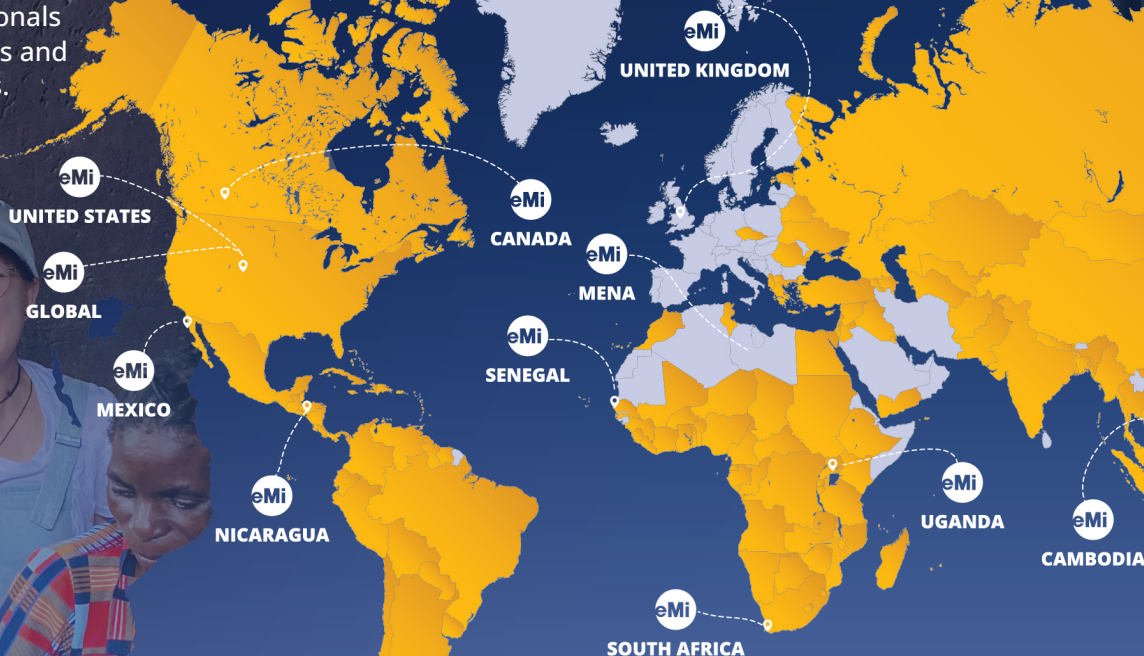 onals
s and
s.
eMi
UNITED KINGDOM
eMi
UNITED STATES
eMi
CANADA
eMi
GLOBAL
eMi
MENA
eMi
SENEGAL
eMi
MEXICO
eMi
NICARAGUA
eMi
UGANDA
eMi
CAMBODIA
eMi
SOUTH AFRICA